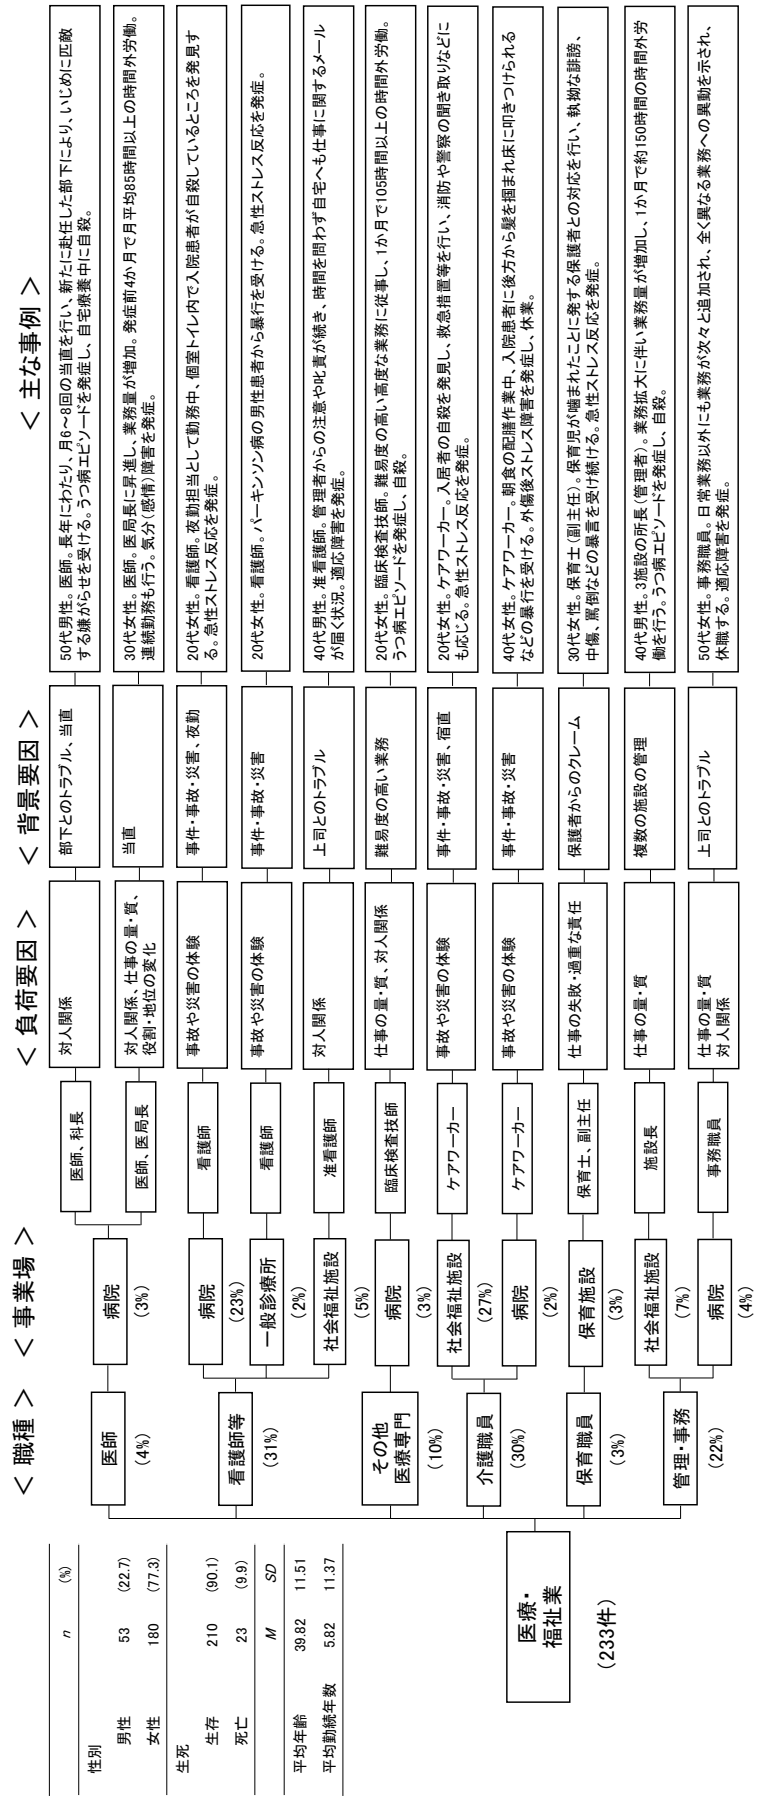 n (%)
性別
男性 53 (22.7)
女性 180 (77.3)
生死
生存 210 (90.1)
死亡 23 (9.9)
M SD
平均年齢 39.82 11.51
平均勤続年数 5.82 11.37
医療・
福祉業
(233件)
＜ 職種 ＞ ＜ 事業場 ＞ ＜ 負荷要因 ＞ ＜ 背景要因 ＞ ＜ 主な事例 ＞
医師
(4%)
病院
(3%)
医師、科長
対人関係
部下とのトラブル、当直
50代男性。医師。長年にわたり、月6～8回の当直を行い、新たに赴任した部下により、いじめに匹敵
する嫌がらせを受ける。うつ病エピソードを発症し、自宅療養中に自殺。
医師、医局長
対人関係、仕事の量・質、
役割・地位の変化
当直
30代女性。医師。医局長に昇進し、業務量が増加。発症前4か月で月平均85時間以上の時間外労働。
連続勤務も行う。気分(感情)障害を発症。
看護師等
(31%)
病院
(23%)
看護師
事故や災害の体験
事件・事故・災害、夜勤
20代女性。看護師。夜勤担当として勤務中、個室トイレ内で入院患者が自殺しているところを発見す
る。急性ストレス反応を発症。
一般診療所
(2%)
看護師
事故や災害の体験
事件・事故・災害
20代女性。看護師。パーキンソン病の男性患者から暴行を受ける。急性ストレス反応を発症。
社会福祉施設
(5%)
准看護師
対人関係
上司とのトラブル
40代男性。准看護師。管理者からの注意や叱責が続き、時間を問わず自宅へも仕事に関するメール
が届く状況。適応障害を発症。
その他
医療専門
(10%)
病院
(3%)
臨床検査技師
仕事の量・質、対人関係
難易度の高い業務
20代女性。臨床検査技師。難易度の高い高度な業務に従事し、1か月で105時間以上の時間外労働。
うつ病エピソードを発症し、自殺。
介護職員
(30%)
社会福祉施設
(27%)
ケアワーカー
事故や災害の体験
事件・事故・災害、宿直
20代女性。ケアワーカー。入居者の自殺を発見し、救急措置等を行い、消防や警察の聞き取りなどに
も応じる。急性ストレス反応を発症。
病院
(2%)
ケアワーカー
事故や災害の体験
事件・事故・災害
40代女性。ケアワーカー。朝食の配膳作業中、入院患者に後方から髪を掴まれ床に叩きつけられる
などの暴行を受ける。外傷後ストレス障害を発症し、休業。
保育職員
(3%)
保育施設
(3%)
保育士、副主任
仕事の失敗・過重な責任
保護者からのクレーム
30代女性。保育士(副主任)。保育児が噛まれたことに発する保護者との対応を行い、執拗な誹謗、
中傷、罵倒などの暴言を受け続ける。急性ストレス反応を発症。
管理・事務
(22%)
社会福祉施設
(7%)
施設長
仕事の量・質
複数の施設の管理
40代男性。3施設の所長(管理者)。業務拡大に伴い業務量が増加し、1か月で約150時間の時間外労
働を行う。うつ病エピソードを発症し、自殺。
病院
(4%)
事務職員
仕事の量・質
対人関係
上司とのトラブル
50代女性。事務職員。日常業務以外にも業務が次々と追加され、全く異なる業務への異動を示され、
休職する。適応障害を発症。